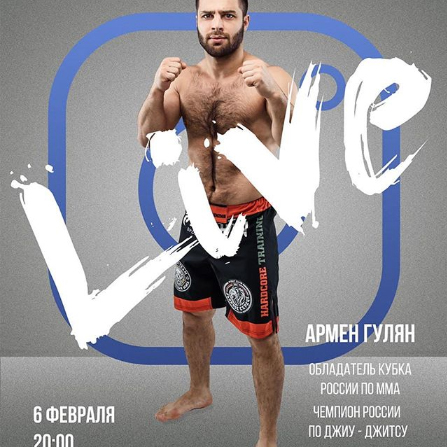 Live
HARDCORE TRAINING
АРМЕН ГУЛЯН
ОБЛАДАТЕЛЬ КУБКА
РОССИИ ПО ММА
ЧЕМПИОН РОССИИ
ПО ДЖИУ - ДЖИТСУ
6 ФЕВРАЛЯ
20:00